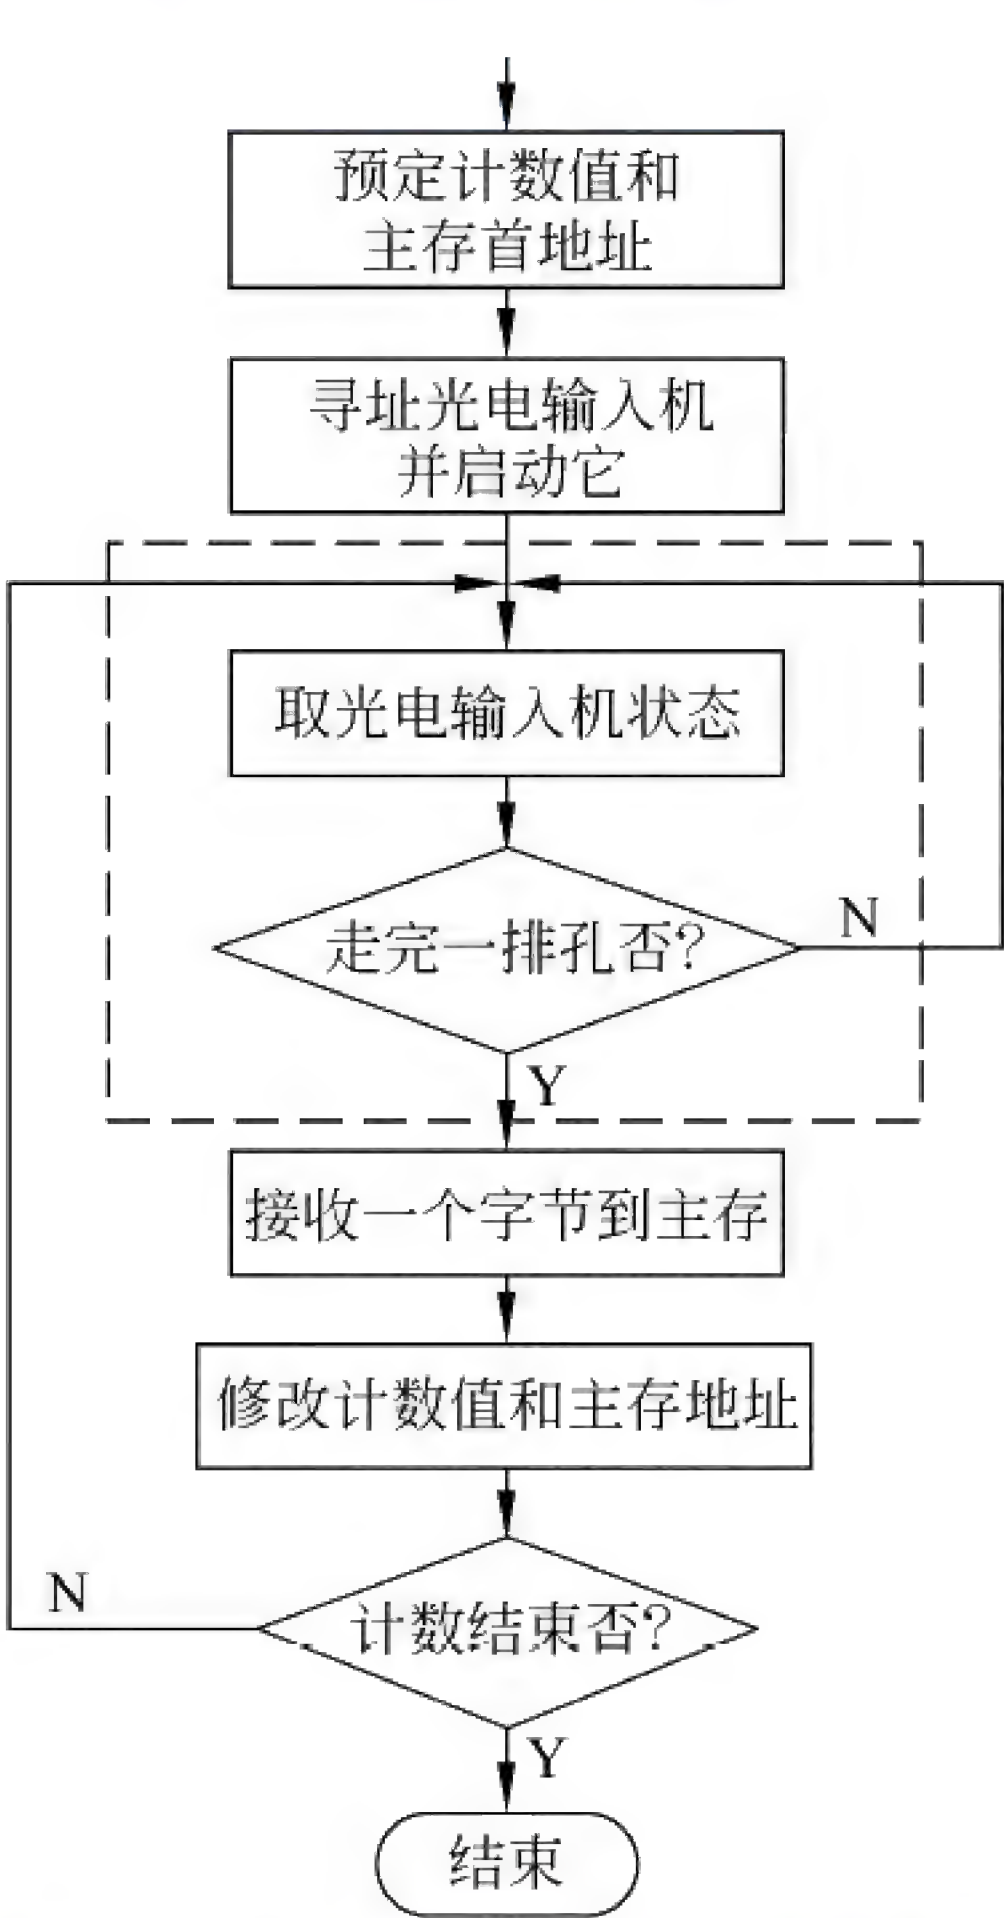 预定计数值和
主存首地址
寻址光电输入机
并启动它
取光电输入机状态
走完一排孔否?
N
Y
接收一个字节到主存
修改计数值和主存地址
计数结束否?
N
Y
结束